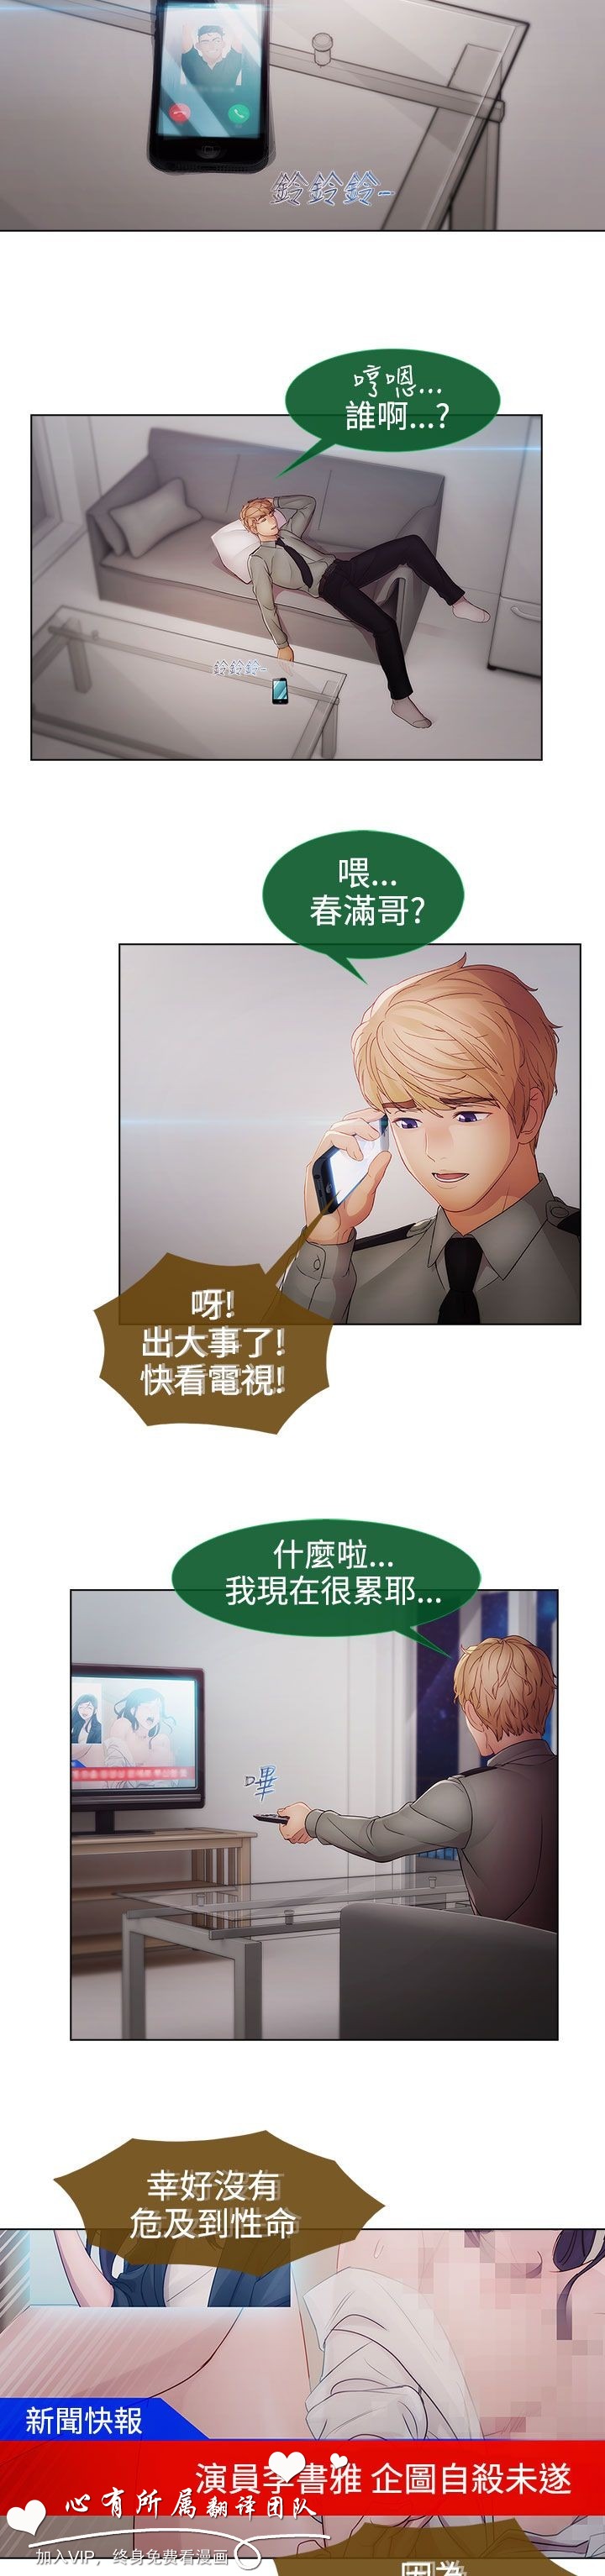 鈴鈴鈴-
哼嗯...
誰啊...?
鈴鈴鈴-
喂...
春滿哥?
呀!
出大事了!
快看電視!
什麼啦...
我現在很累耶...
嗶
幸好沒有
危及到性命
新聞快報
演員李書雅 企圖自殺未遂
心有所属翻译团队
加入VIP，终身免费看漫画
因為